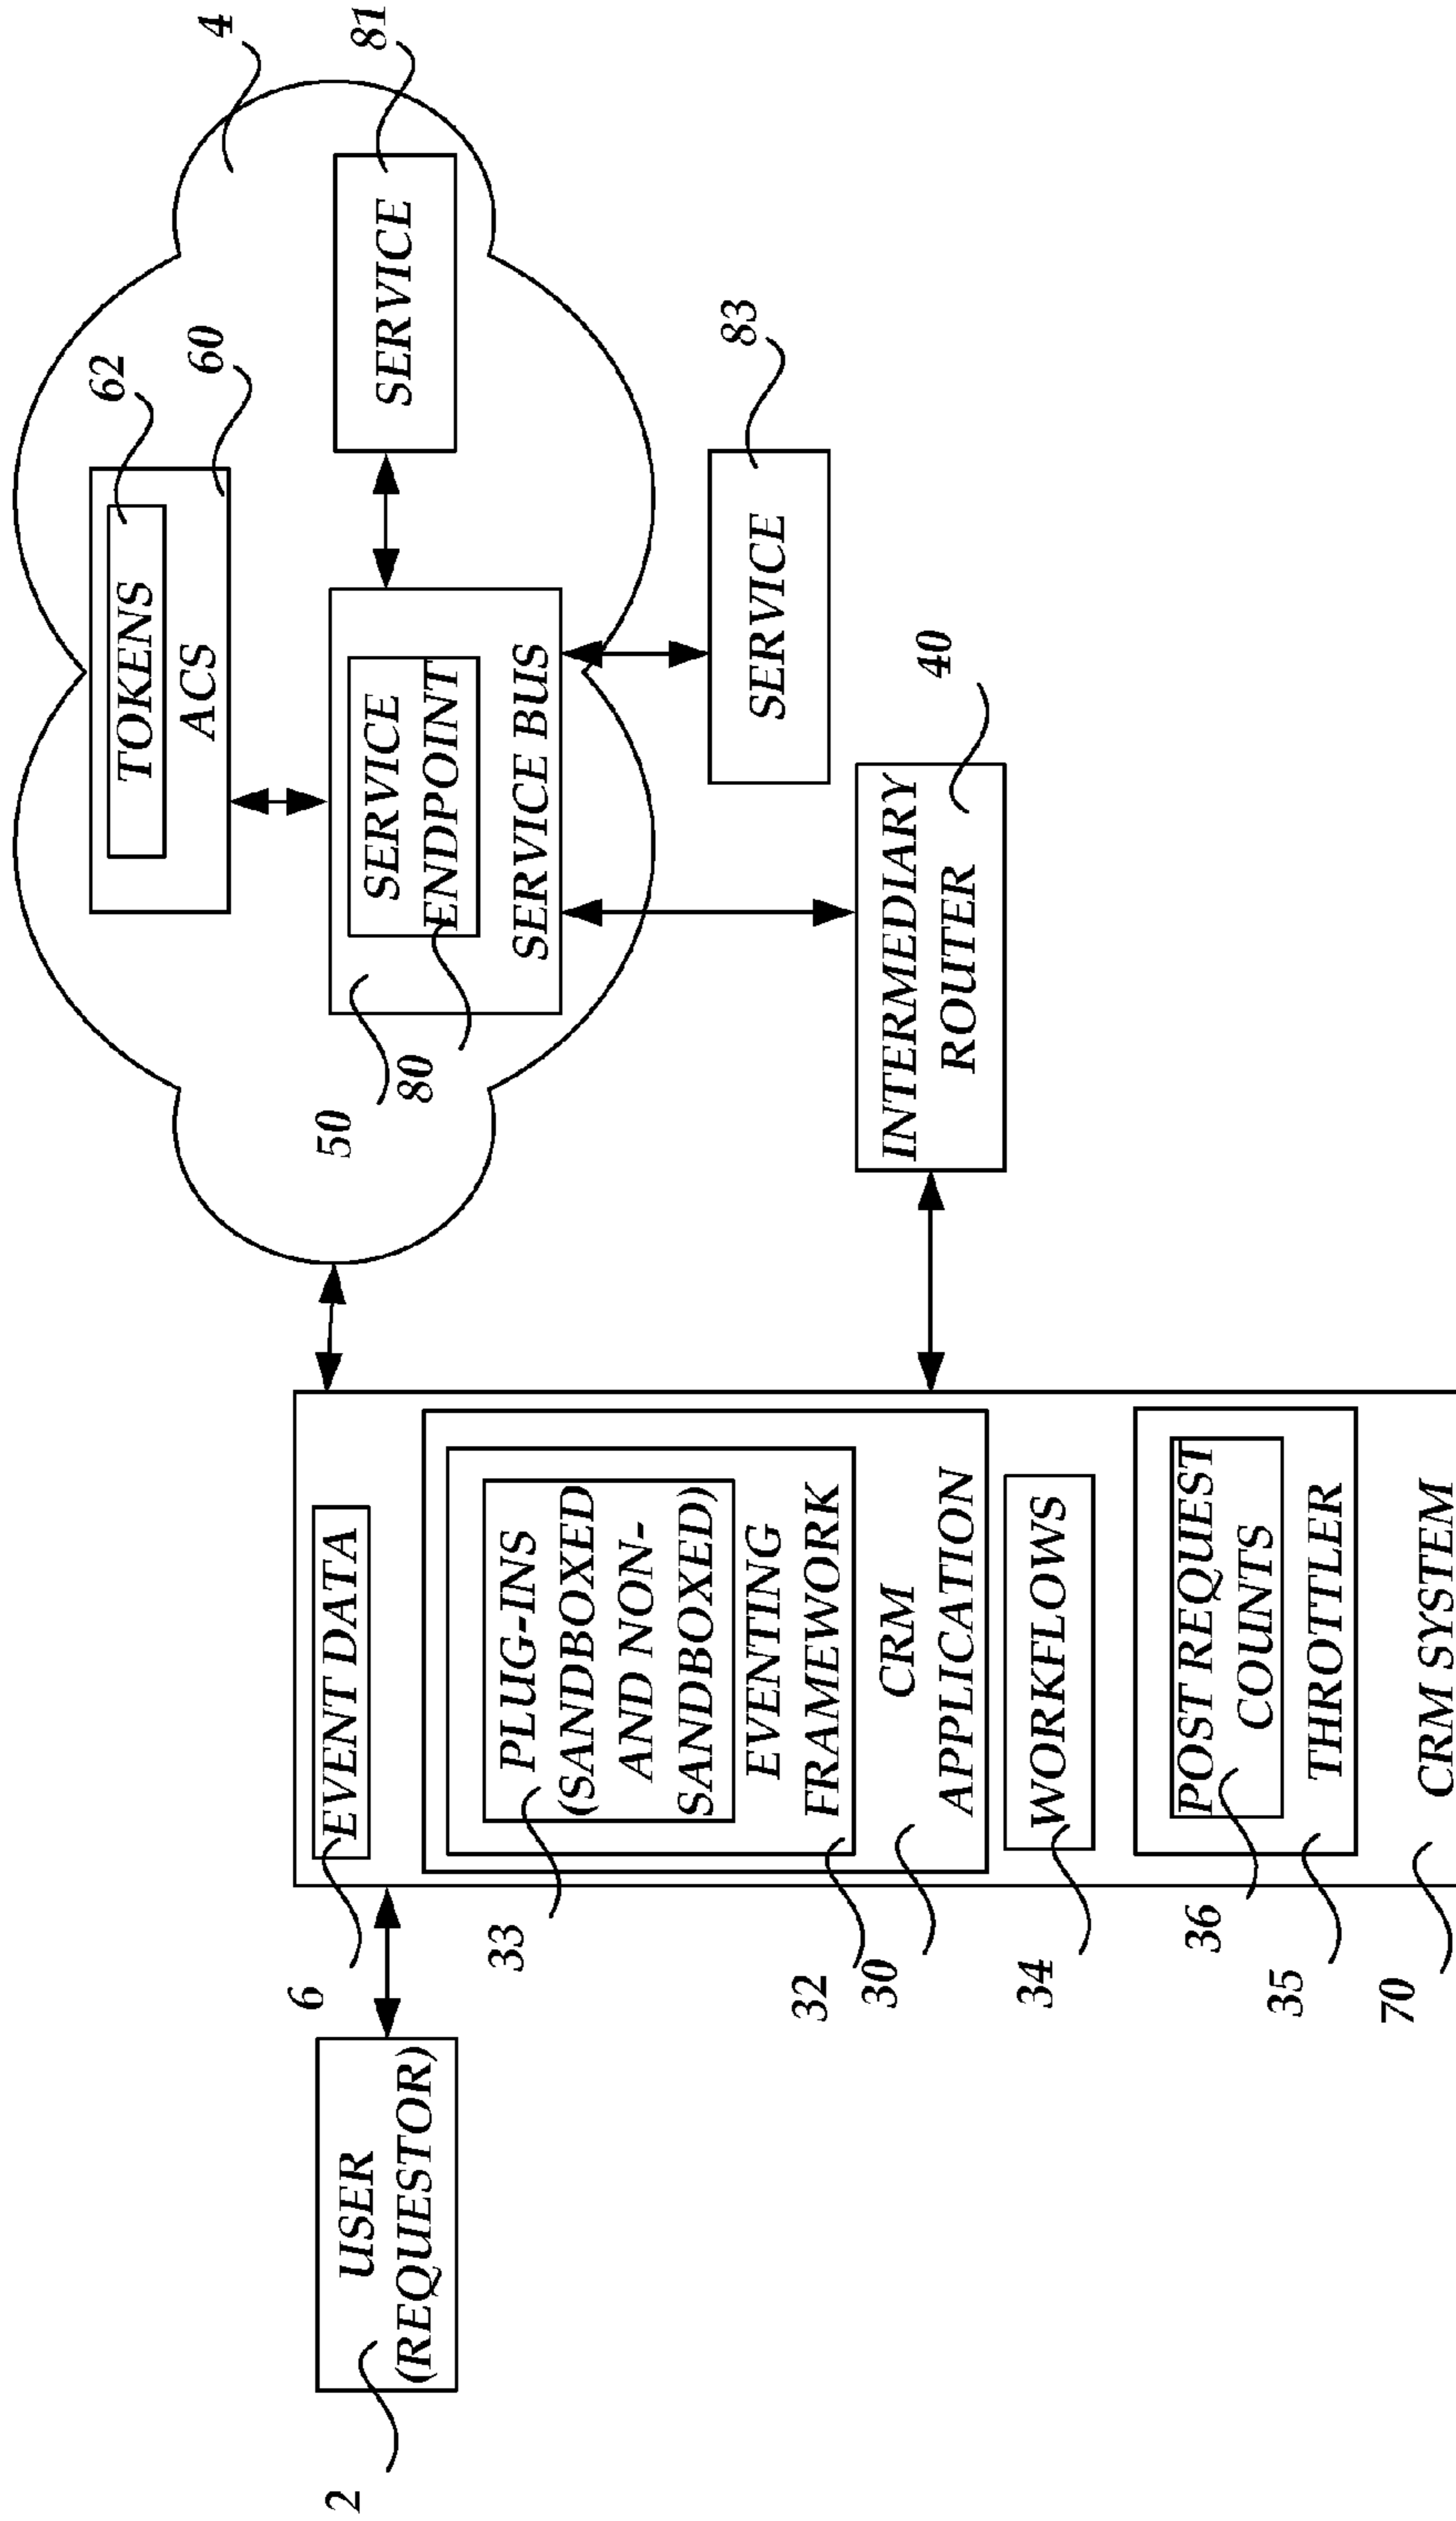 4
62
TOKENS
ACS
60
81
SERVICE
SERVICE
ENDPOINT
SERVICE BUS
50
80
83
SERVICE
40
INTERMEDIARY
ROUTER
2
USER
(REQUESTOR)
6
EVENT DATA
33
PLUG-INS
(SANDBOXED
AND NON-
SANDBOXED)
EVENTING
FRAMEWORK
32
CRM
APPLICATION
30
WORKFLOWS
34
POST REQUEST
COUNTS
36
THROTTLER
35
CRM SYSTEM
70